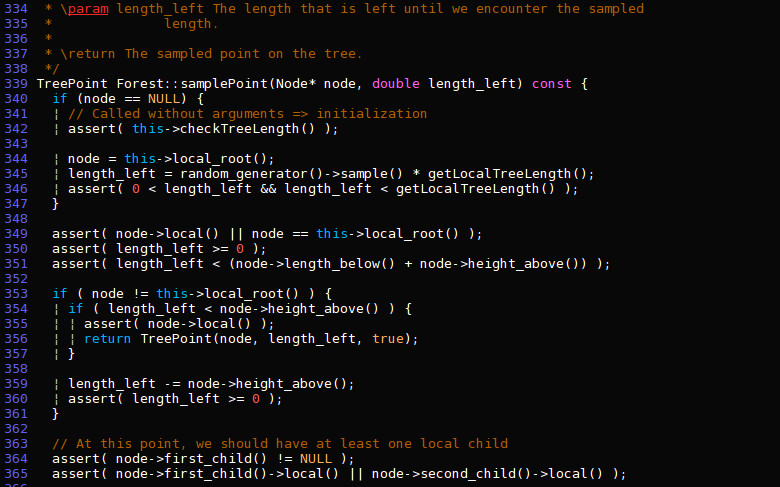 334  * \param length_left The length that is left until we encounter the sampled
335  *              length.
336  *
337  * \return The sampled point on the tree.
338  */
339 TreePoint Forest::samplePoint(Node* node, double length_left) const {
340   if (node == NULL) {
341   ¦ // Called without arguments => initialization
342   ¦ assert( this->checkTreeLength() );
343
344   ¦ node = this->local_root();
345   ¦ length_left = random_generator()->sample() * getLocalTreeLength();
346   ¦ assert( 0 < length_left && length_left < getLocalTreeLength() );
347   }
348
349   assert( node->local() || node == this->local_root() );
350   assert( length_left >= 0 );
351   assert( length_left < (node->length_below() + node->height_above()) );
352
353   if ( node != this->local_root() ) {
354   ¦ if ( length_left < node->height_above() ) {
355   ¦ ¦ assert( node->local() );
356   ¦ ¦ return TreePoint(node, length_left, true);
357   ¦ }
358
359   ¦ length_left -= node->height_above();
360   ¦ assert( length_left >= 0 );
361   }
362
363   // At this point, we should have at least one local child
364   assert( node->first_child() != NULL );
365   assert( node->first_child()->local() || node->second_child()->local() );